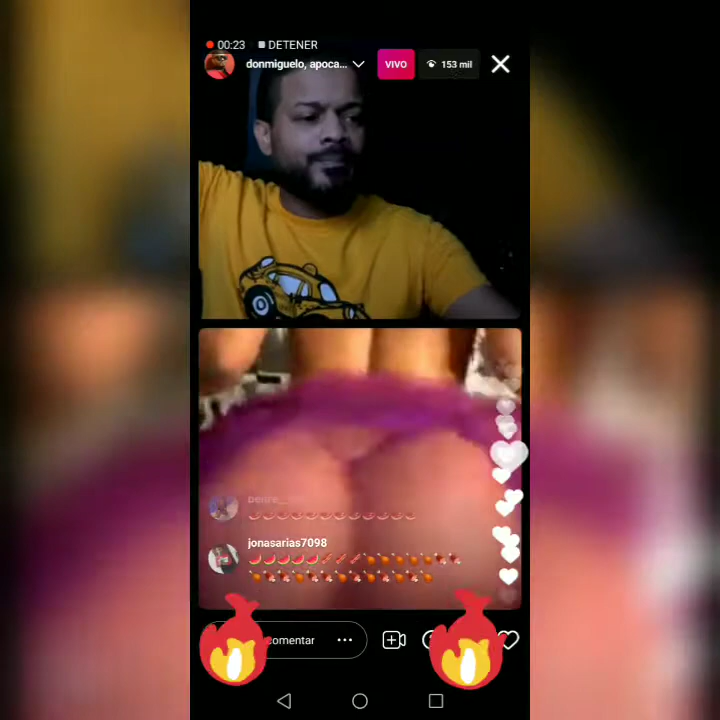 00:23 DETENER
donmiguelo, apoca... VIVO 153 mil
jonasarias7098
omentar